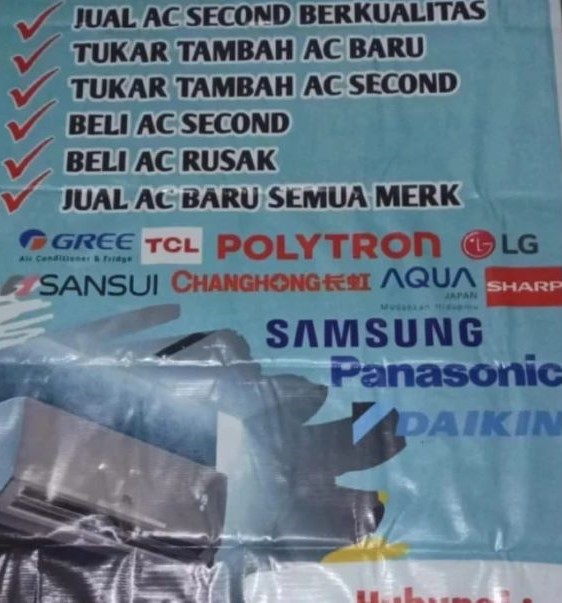 JUAL AC SECOND BERKUALITAS
TUKAR TAMBAH AC BARU
TUKAR TAMBAH AC SECOND
BELI AC SECOND
BELI AC RUSAK
JUAL AC BARU SEMUA MERK
GREE TCL POLYTRON LG
Air Conditioner & Fridge
SANSUI CHANGHONG长虹 AQUA SHARP
JAPAN
SAMSUNG
Panasonic
DAIKIN
Hubungi :